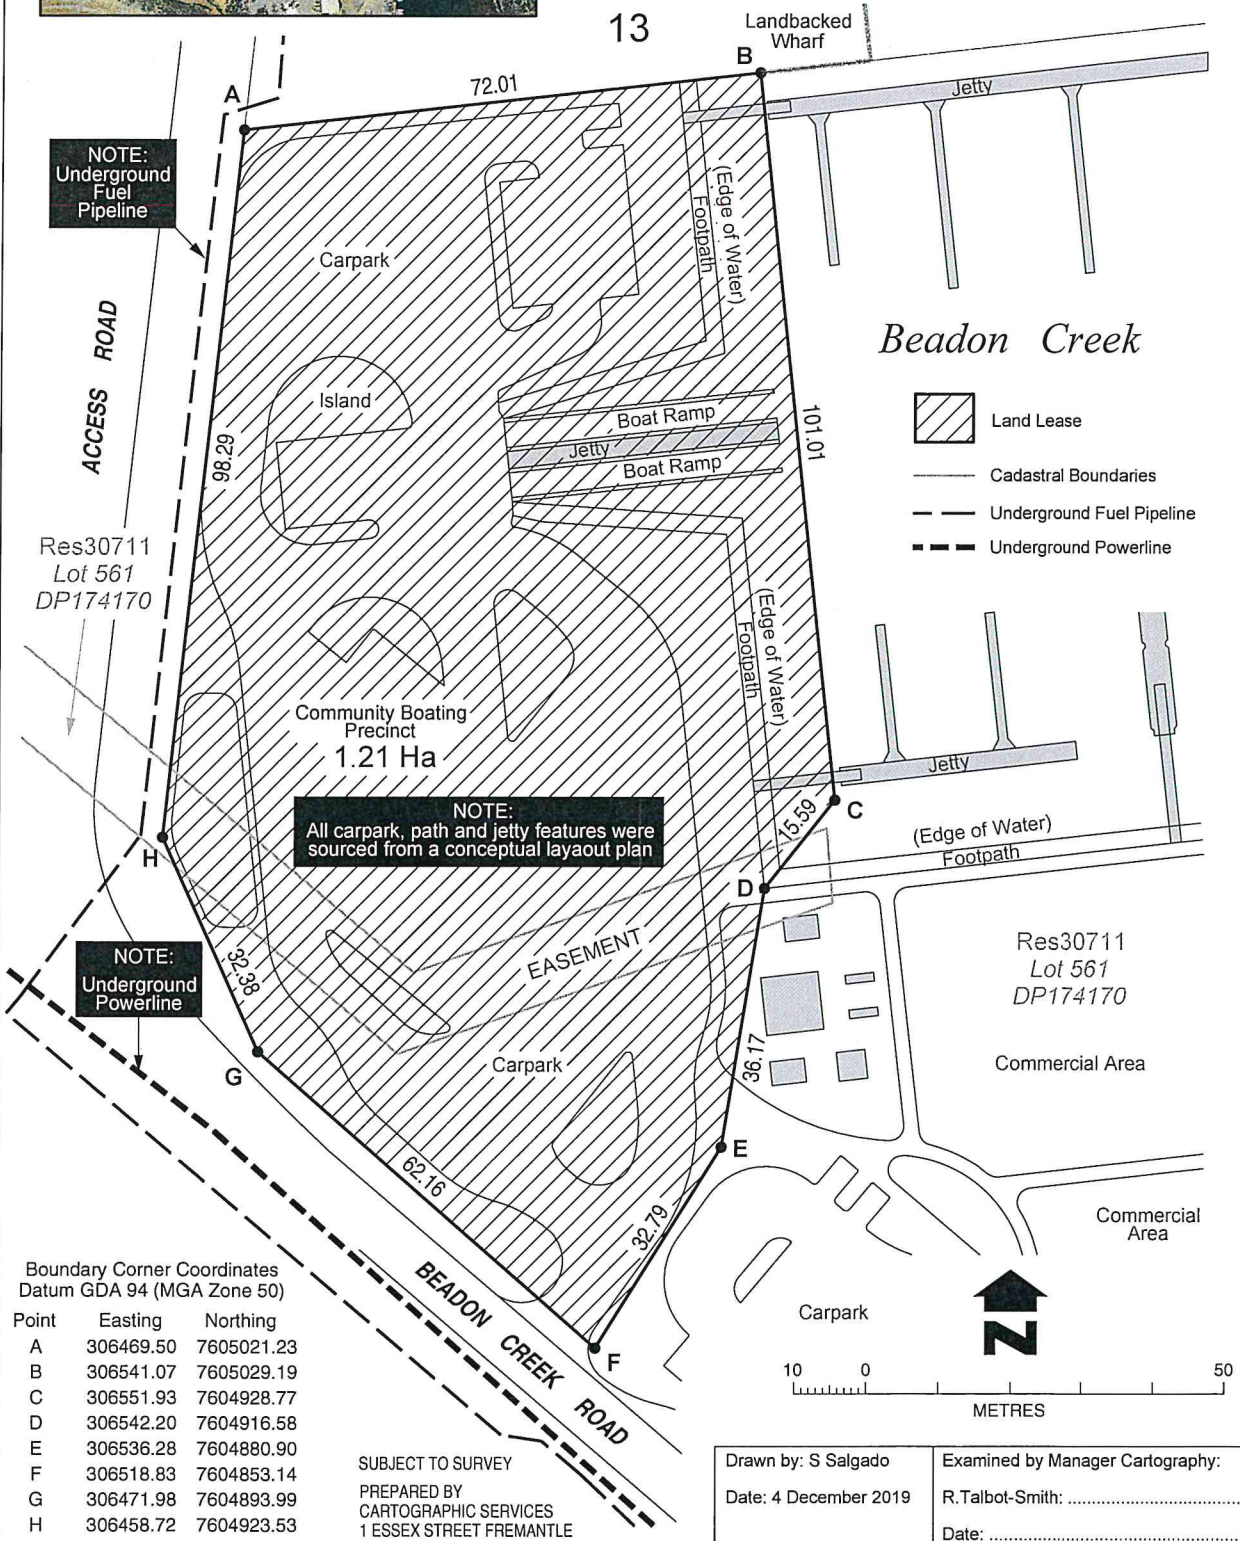 13
Landbacked
Wharf
B
A
72.01
Jetty
NOTE:
Underground
Fuel
Pipeline
(Edge of Water)
Footpath
Carpark
ACCESS ROAD
Beadon Creek
Island
98.29
Boat Ramp
Jetty
Boat Ramp
101.01
Land Lease
Cadastral Boundaries
Underground Fuel Pipeline
Underground Powerline
Res30711
Lot 561
DP174170
(Edge of Water)
Footpath
Community Boating
Precinct
1.21 Ha
Jetty
NOTE:
All carpark, path and jetty features were
sourced from a conceptual layaout plan
C
15.59
H
(Edge of Water)
Footpath
D
EASEMENT
NOTE:
Underground
Powerline
32.38
Res30711
Lot 561
DP174170
Commercial Area
G
Carpark
36.17
E
62.16
32.79
Commercial
Area
BEADON CREEK ROAD
F
Carpark
N
10 0 50
METRES
Boundary Corner Coordinates
Datum GDA 94 (MGA Zone 50)
Point Easting Northing
A 306469.50 7605021.23
B 306541.07 7605029.19
C 306551.93 7604928.77
D 306542.20 7604916.58
E 306536.28 7604880.90
F 306518.83 7604853.14
G 306471.98 7604893.99
H 306458.72 7604923.53
SUBJECT TO SURVEY
PREPARED BY
CARTOGRAPHIC SERVICES
1 ESSEX STREET FREMANTLE
Drawn by: S Salgado
Date: 4 December 2019
Examined by Manager Cartography:
R.Talbot-Smith: ....................................
Date: ....................................